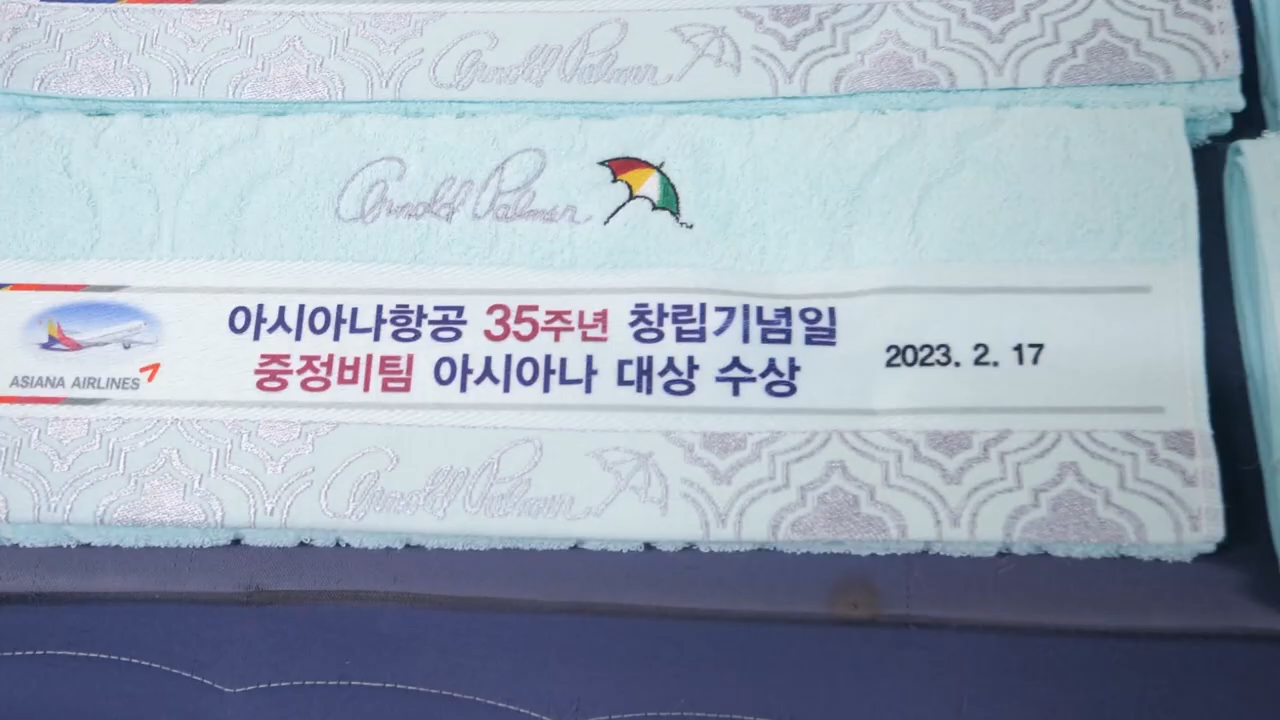 Arnold Palmer
Arnold Palmer
아시아나항공 35주년 창립기념일
중정비팀 아시아나 대상 수상
2023. 2. 17
ASIANA AIRLINES
Arnold Palmer